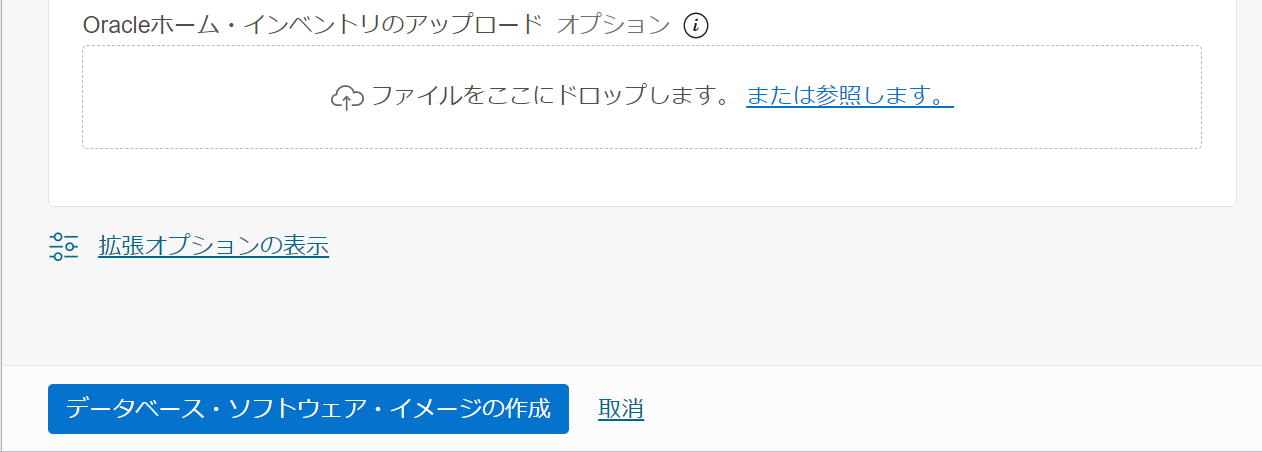 Oracleホーム・インベントリのアップロード オプション
ファイルをここにドロップします。 または参照します。
拡張オプションの表示
データベース・ソフトウェア・イメージの作成 取消